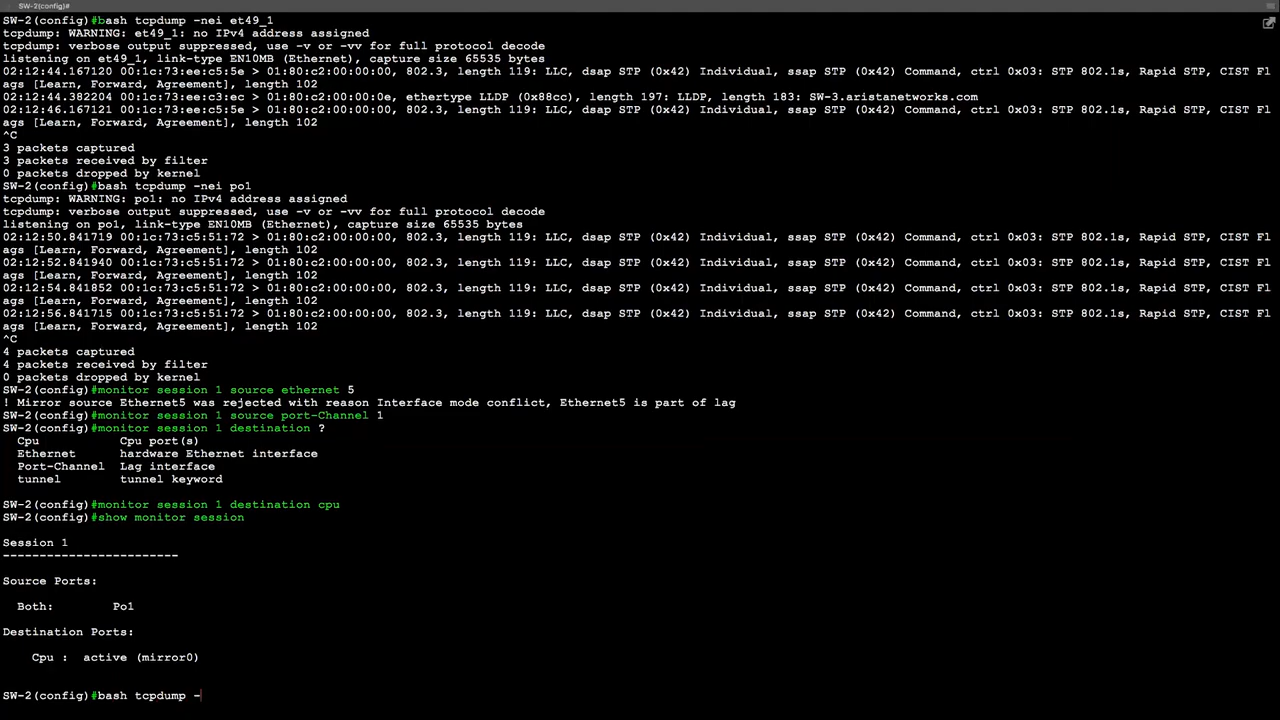 SW-2(config)#
SW-2(config)#bash tcpdump -nei et49_1
tcpdump: WARNING: et49_1: no IPv4 address assigned
tcpdump: verbose output suppressed, use -v or -vv for full protocol decode
listening on et49_1, link-type EN10MB (Ethernet), capture size 65535 bytes
02:12:44.167120 00:1c:73:ee:c5:5e > 01:80:c2:00:00:00, 802.3, length 119: LLC, dsap STP (0x42) Individual, ssap STP (0x42) Command, ctrl 0x03: STP 802.1s, Rapid STP, CIST Fl
ags [Learn, Forward, Agreement], length 102
02:12:44.382204 00:1c:73:ee:c3:ec > 01:80:c2:00:00:0e, ethertype LLDP (0x88cc), length 197: LLDP, length 183: SW-3.aristanetworks.com
02:12:46.167121 00:1c:73:ee:c5:5e > 01:80:c2:00:00:00, 802.3, length 119: LLC, dsap STP (0x42) Individual, ssap STP (0x42) Command, ctrl 0x03: STP 802.1s, Rapid STP, CIST Fl
ags [Learn, Forward, Agreement], length 102
^C
3 packets captured
3 packets received by filter
0 packets dropped by kernel
SW-2(config)#bash tcpdump -nei po1
tcpdump: WARNING: po1: no IPv4 address assigned
tcpdump: verbose output suppressed, use -v or -vv for full protocol decode
listening on po1, link-type EN10MB (Ethernet), capture size 65535 bytes
02:12:50.841719 00:1c:73:c5:51:72 > 01:80:c2:00:00:00, 802.3, length 119: LLC, dsap STP (0x42) Individual, ssap STP (0x42) Command, ctrl 0x03: STP 802.1s, Rapid STP, CIST Fl
ags [Learn, Forward, Agreement], length 102
02:12:52.841940 00:1c:73:c5:51:72 > 01:80:c2:00:00:00, 802.3, length 119: LLC, dsap STP (0x42) Individual, ssap STP (0x42) Command, ctrl 0x03: STP 802.1s, Rapid STP, CIST Fl
ags [Learn, Forward, Agreement], length 102
02:12:54.841852 00:1c:73:c5:51:72 > 01:80:c2:00:00:00, 802.3, length 119: LLC, dsap STP (0x42) Individual, ssap STP (0x42) Command, ctrl 0x03: STP 802.1s, Rapid STP, CIST Fl
ags [Learn, Forward, Agreement], length 102
02:12:56.841715 00:1c:73:c5:51:72 > 01:80:c2:00:00:00, 802.3, length 119: LLC, dsap STP (0x42) Individual, ssap STP (0x42) Command, ctrl 0x03: STP 802.1s, Rapid STP, CIST Fl
ags [Learn, Forward, Agreement], length 102
^C
4 packets captured
4 packets received by filter
0 packets dropped by kernel
SW-2(config)#monitor session 1 source ethernet 5
! Mirror source Ethernet5 was rejected with reason Interface mode conflict, Ethernet5 is part of lag
SW-2(config)#monitor session 1 source port-Channel 1
SW-2(config)#monitor session 1 destination ?
Cpu Cpu port(s)
Ethernet hardware Ethernet interface
Port-Channel Lag interface
tunnel tunnel keyword
SW-2(config)#monitor session 1 destination cpu
SW-2(config)#show monitor session
Session 1
------------------------
Source Ports:
Both: Po1
Destination Ports:
Cpu : active (mirror0)
SW-2(config)#bash tcpdump -